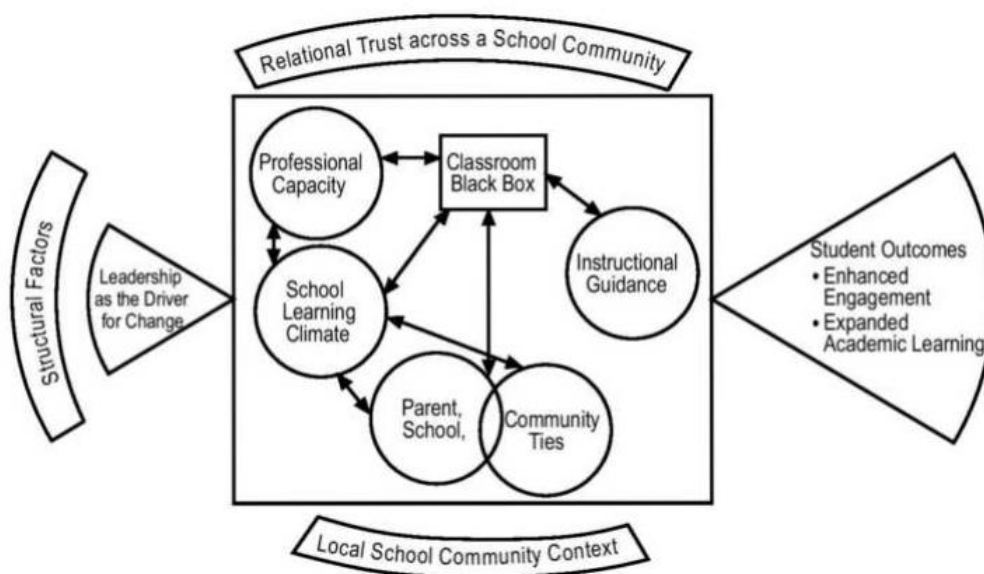 Relational Trust across a School Community
Structural Factors
Leadership
as the Driver
for Change
Professional
Capacity
Classroom
Black Box
School
Learning
Climate
Instructional
Guidance
Parent,
School,
Community
Ties
Student Outcomes
• Enhanced
Engagement
• Expanded
Academic Learning
Local School Community Context